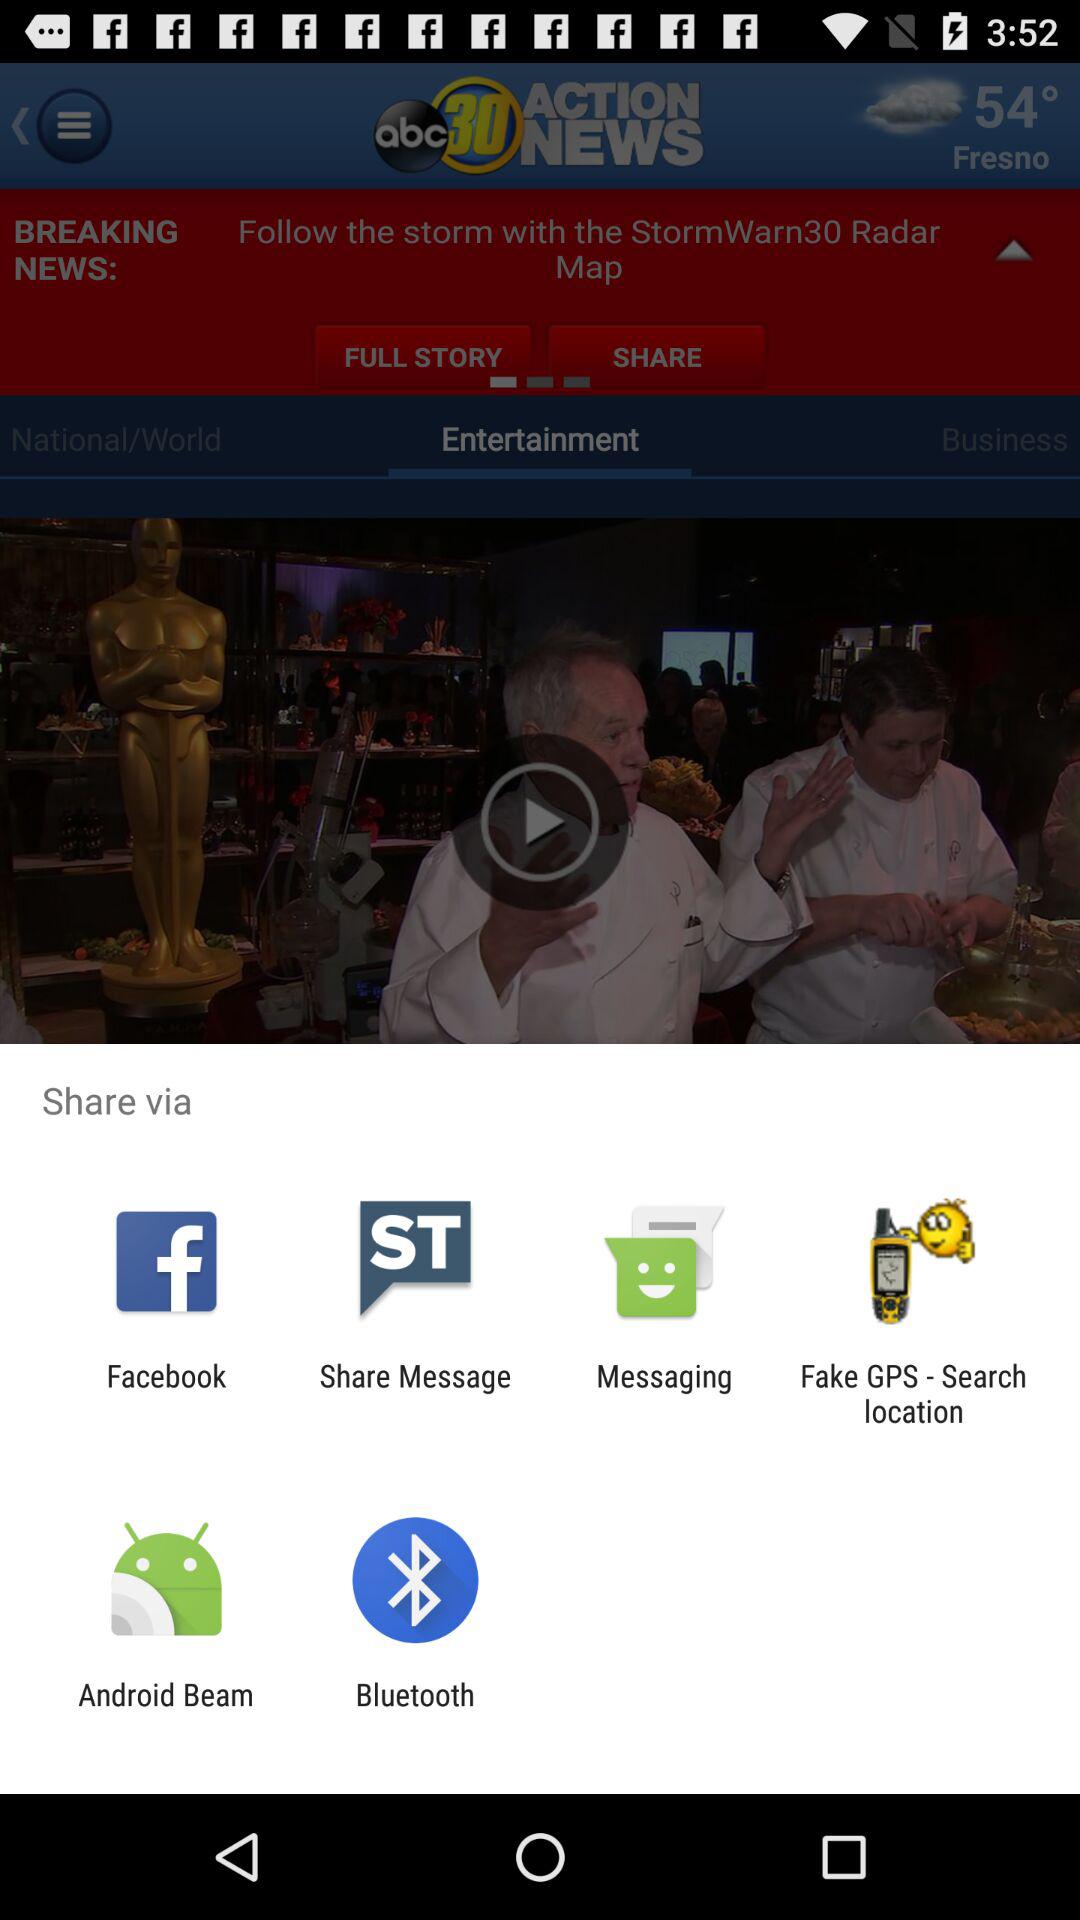 3:52
abc 30 ACTION NEWS
54°
Fresno
BREAKING NEWS:
Follow the storm with the StormWarn30 Radar
Map
FULL STORY
SHARE
National/World
Entertainment
Business
Share via
ST
Facebook
Share Message
Messaging
Fake GPS - Search
location
Android Beam
Bluetooth